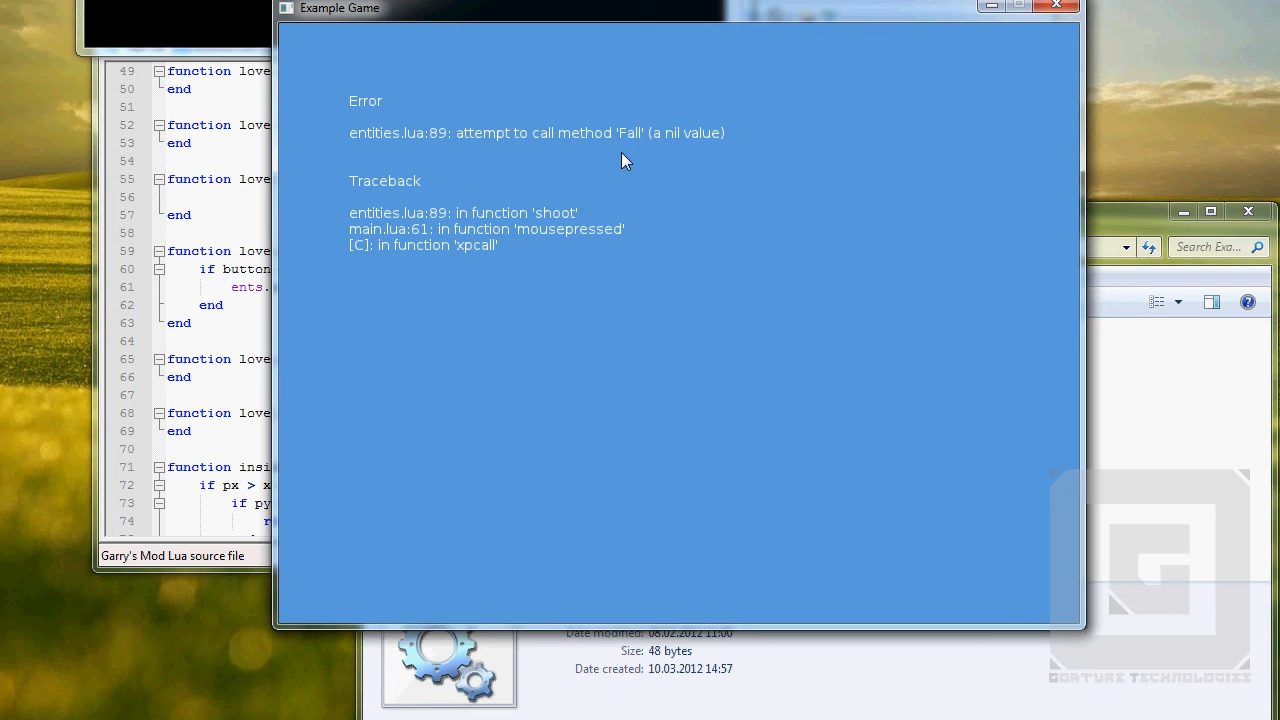 Example Game
Error
entities.lua:89: attempt to call method 'Fall' (a nil value)
Traceback
entities.lua:89: in function 'shoot'
main.lua:61: in function 'mousepressed'
[C]: in function 'xpcall'
49 function love
50 end
51
52 function love
53 end
54
55 function love
56
57 end
58
59 function love
60 if button
61 ents.
62 end
63 end
64
65 function love
66 end
67
68 function love
69 end
70
71 function insi
72 if px > x
73 if py
74 r
Garry's Mod Lua source file
Search Exa...
Date modified: 08.02.2012 11:00
Size: 48 bytes
Date created: 10.03.2012 14:57
GORTURE TECHNOLOGIES